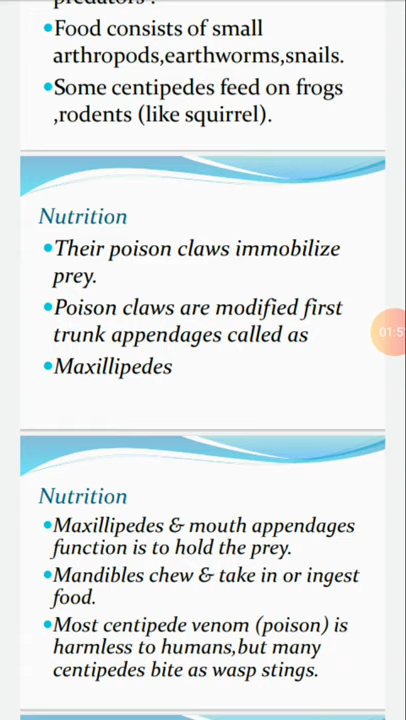 predators .
•Food consists of small
arthropods,earthworms,snails.
•Some centipedes feed on frogs
,rodents (like squirrel).
Nutrition
•Their poison claws immobilize
prey.
•Poison claws are modified first
trunk appendages called as
•Maxillipedes
01:5
Nutrition
•Maxillipedes & mouth appendages
function is to hold the prey.
•Mandibles chew & take in or ingest
food.
•Most centipede venom (poison) is
harmless to humans,but many
centipedes bite as wasp stings.